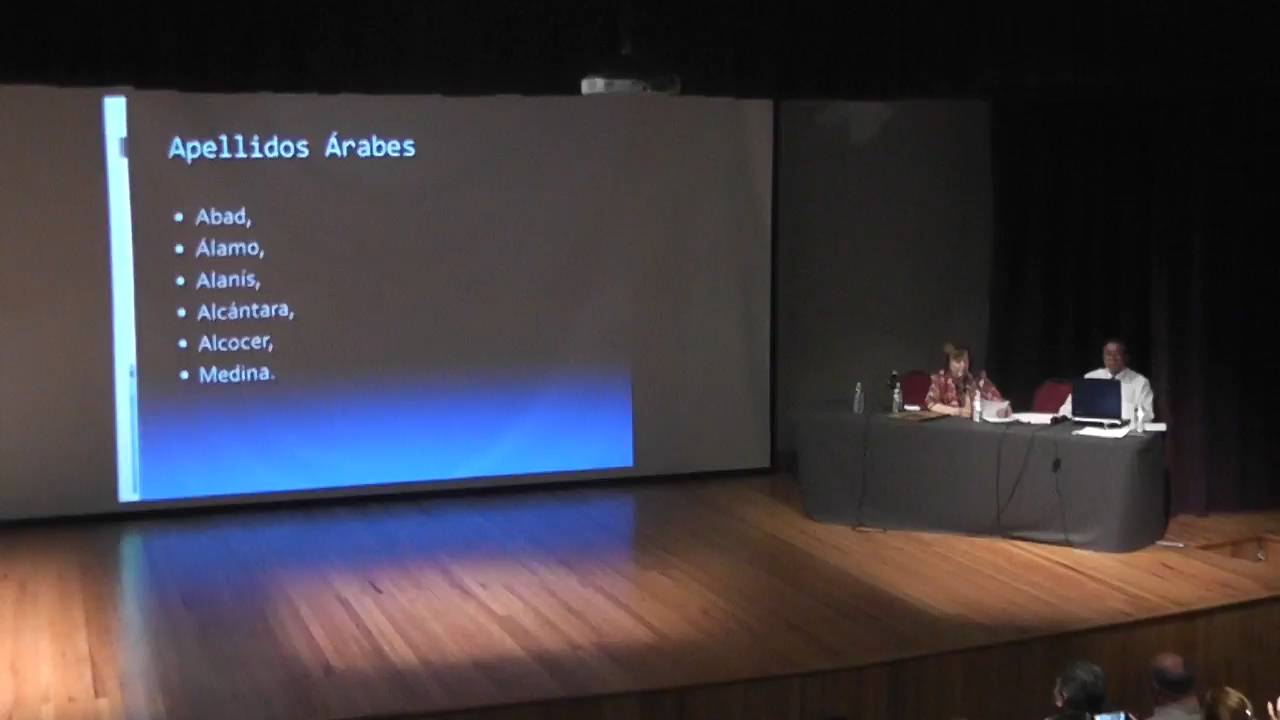 Apellidos Árabes
• Abad,
• Álamo,
• Alanís,
• Alcántara,
• Alcocer,
• Medina.